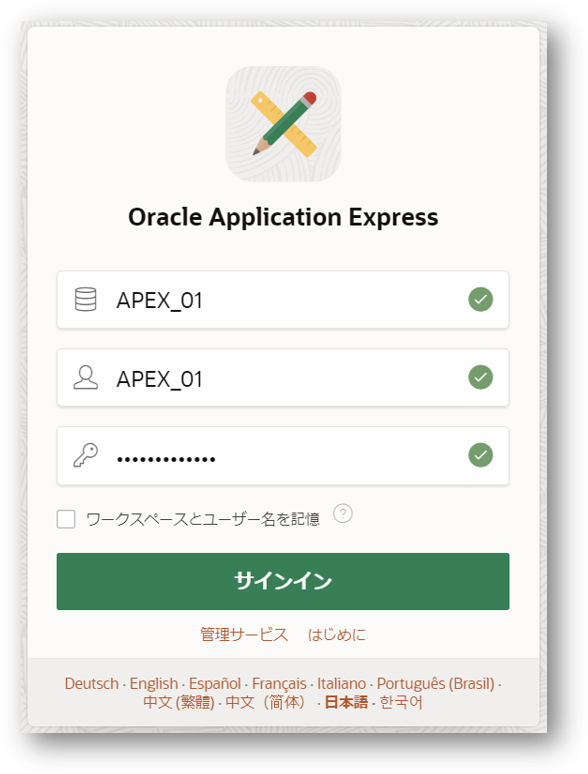 Oracle Application Express
APEX_01
APEX_01
•••••••••••••
ワークスペースとユーザー名を記憶 ?
サインイン
管理サービス はじめに
Deutsch · English · Español · Français · Italiano · Português (Brasil) ·
中文 (繁體) · 中文（简体） · 日本語 · 한국어